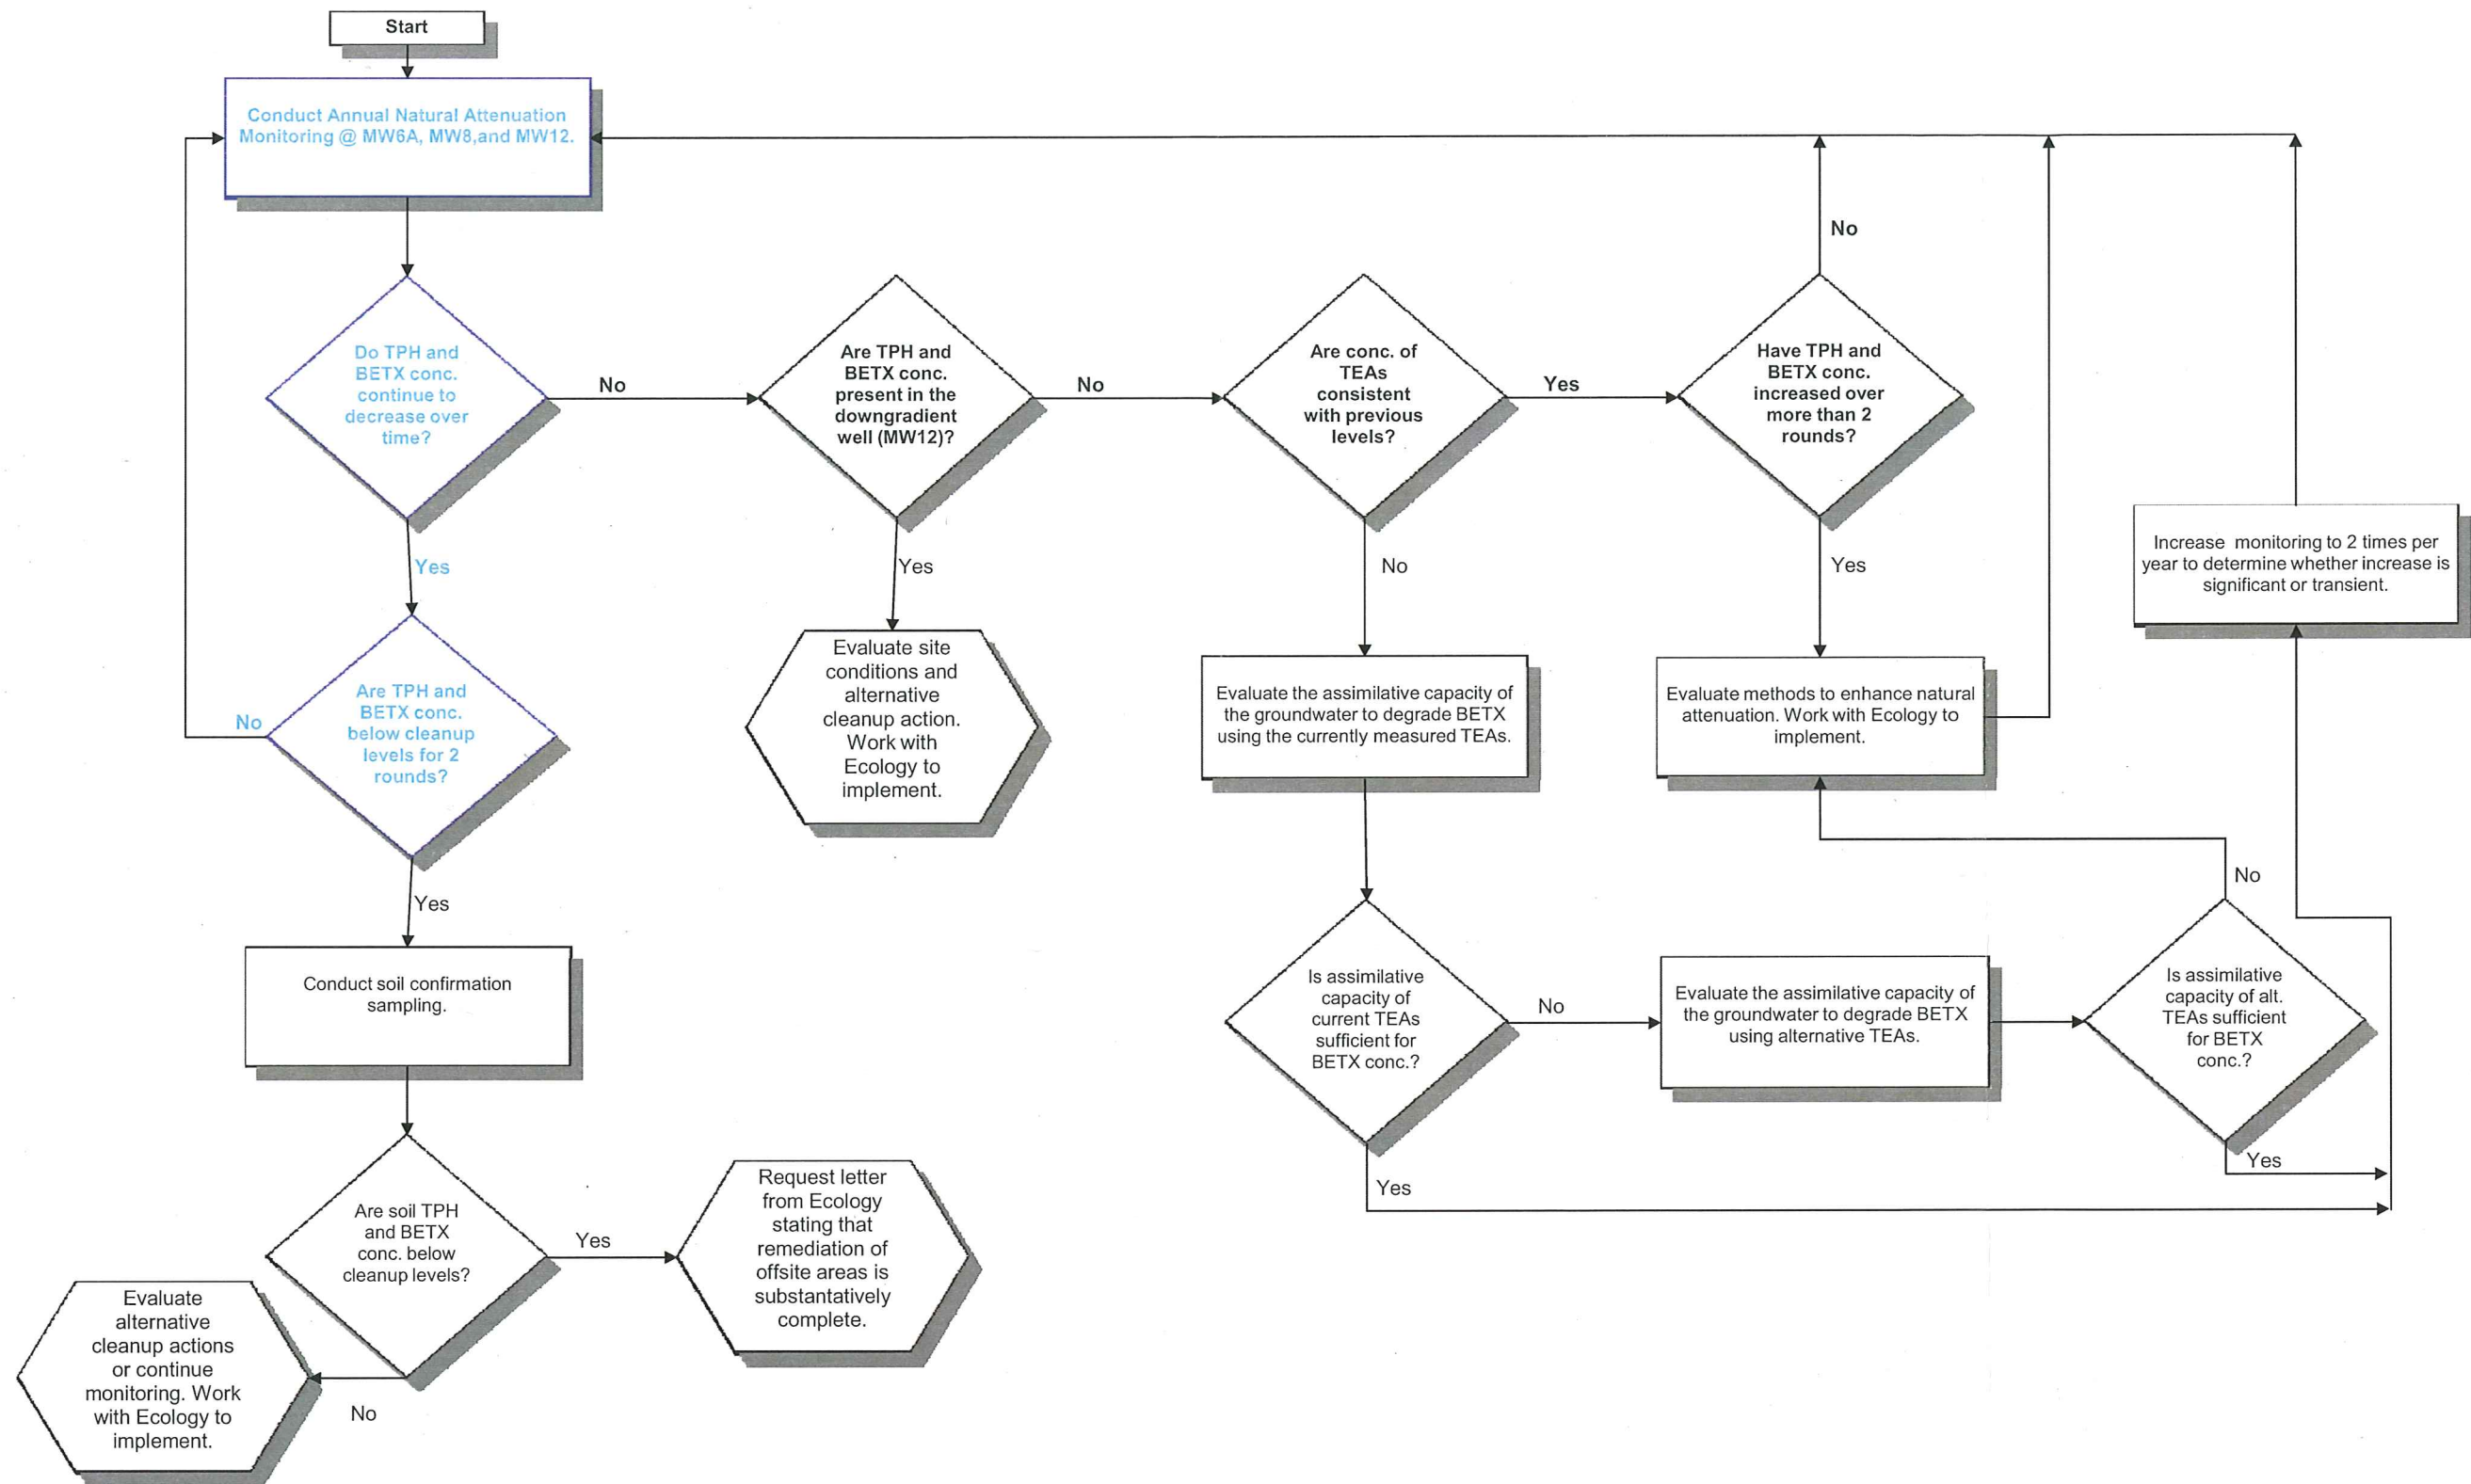 Start
Conduct Annual Natural Attenuation
Monitoring @ MW6A, MW8,and MW12.
Do TPH and
BETX conc.
continue to
decrease over
time?
No
Are TPH and
BETX conc.
present in the
downgradient
well (MW12)?
No
Are conc. of
TEAs
consistent
with previous
levels?
Yes
Have TPH and
BETX conc.
increased over
more than 2
rounds?
No
Yes
Yes
No
Yes
Increase monitoring to 2 times per
year to determine whether increase is
significant or transient.
Are TPH and
BETX conc.
below cleanup
levels for 2
rounds?
No
Evaluate site
conditions and
alternative
cleanup action.
Work with
Ecology to
implement.
Evaluate the assimilative capacity of
the groundwater to degrade BETX
using the currently measured TEAs.
Evaluate methods to enhance natural
attenuation. Work with Ecology to
implement.
Yes
No
Conduct soil confirmation
sampling.
Is assimilative
capacity of
current TEAs
sufficient for
BETX conc.?
No
Evaluate the assimilative capacity of
the groundwater to degrade BETX
using alternative TEAs.
Is assimilative
capacity of alt.
TEAs sufficient
for BETX
conc.?
Yes
Yes
Are soil TPH
and BETX
conc. below
cleanup levels?
Yes
Request letter
from Ecology
stating that
remediation of
offsite areas is
substantatively
complete.
No
Evaluate
alternative
cleanup actions
or continue
monitoring. Work
with Ecology to
implement.